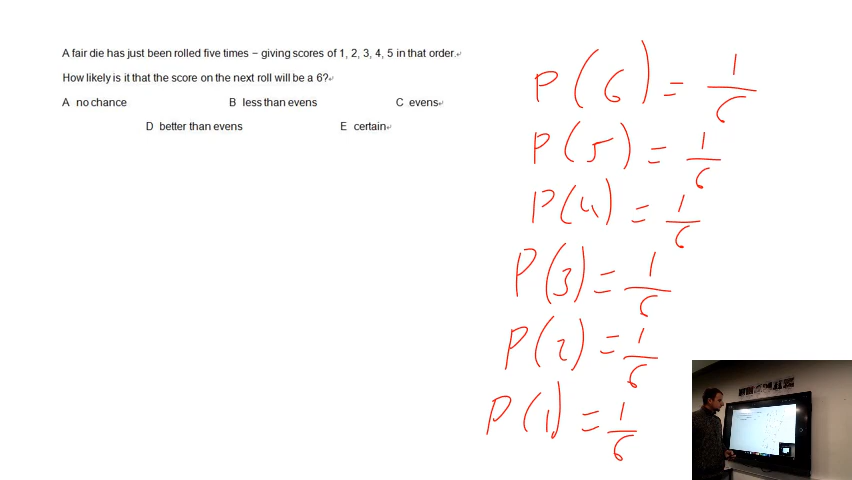 A fair die has just been rolled five times – giving scores of 1, 2, 3, 4, 5 in that order.
How likely is it that the score on the next roll will be a 6?
A no chance B less than evens C evens
D better than evens E certain
P(6) = 1/6
P(5) = 1/6
P(4) = 1/6
P(3) = 1/6
P(2) = 1/6
P(1) = 1/6